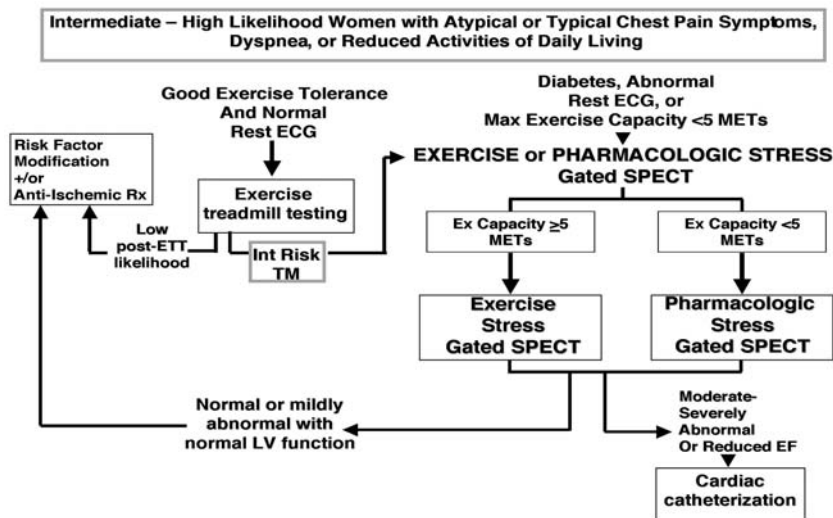 Intermediate – High Likelihood Women with Atypical or Typical Chest Pain Symptoms,
Dyspnea, or Reduced Activities of Daily Living
Good Exercise Tolerance
And Normal
Rest ECG
Diabetes, Abnormal
Rest ECG, or
Max Exercise Capacity <5 METs
Risk Factor
Modification
+/or
Anti-Ischemic Rx
EXERCISE or PHARMACOLOGIC STRESS
Gated SPECT
Exercise
treadmill testing
Low
post-ETT
likelihood
Int Risk
TM
Ex Capacity ≥5
METs
Ex Capacity <5
METs
Exercise
Stress
Gated SPECT
Pharmacologic
Stress
Gated SPECT
Normal or mildly
abnormal with
normal LV function
Moderate-
Severely
Abnormal
Or Reduced EF
Cardiac
catheterization